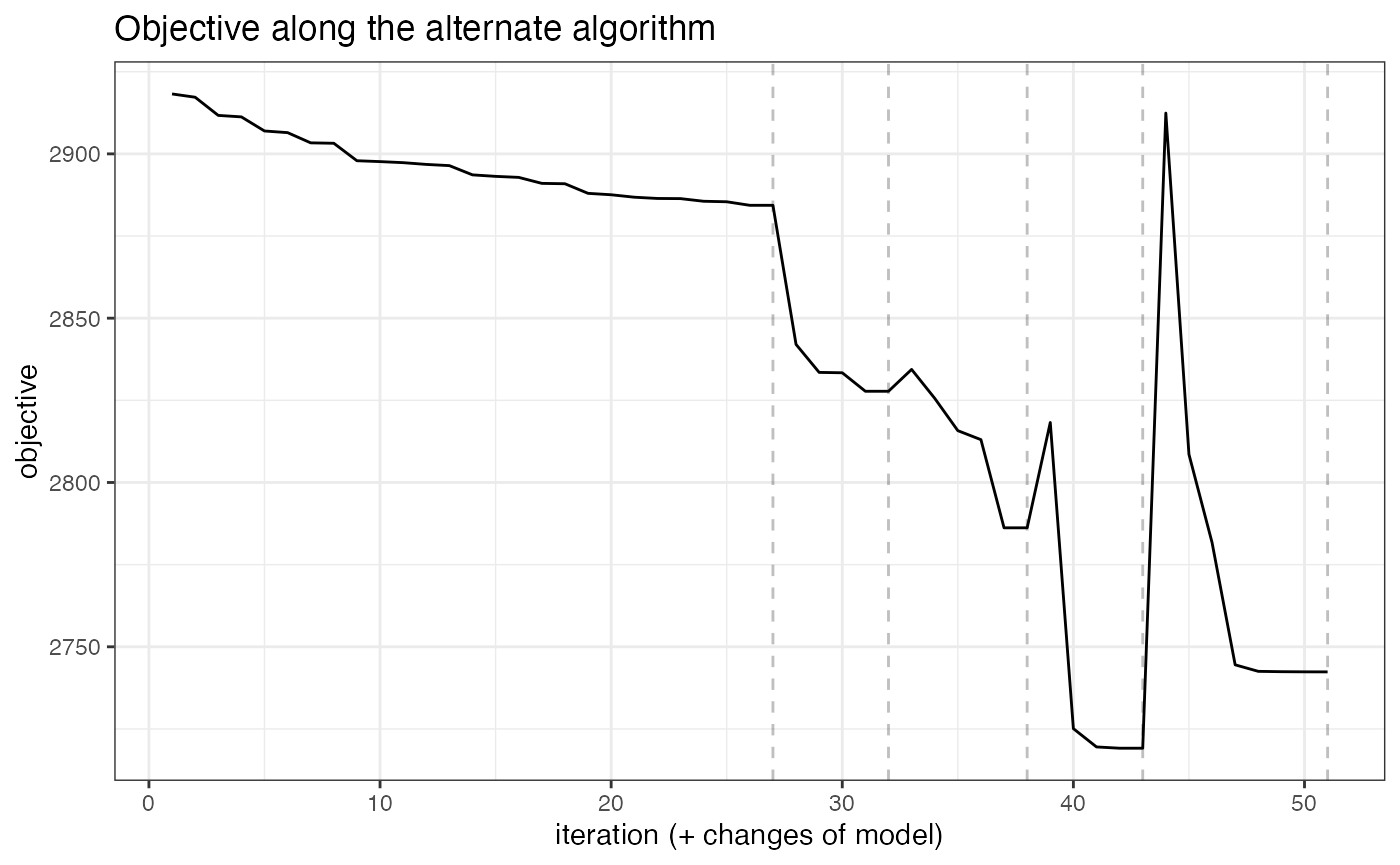 Objective along the alternate algorithm
2900
2850
2800
2750
objective
0 10 20 30 40 50
iteration (+ changes of model)